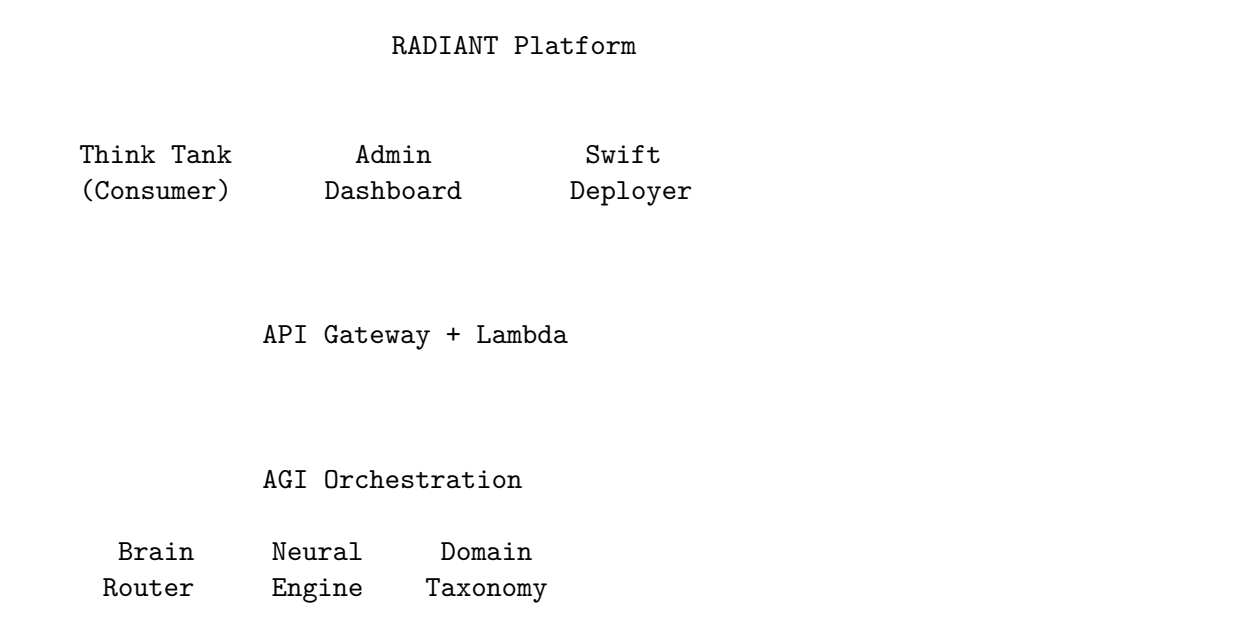 RADIANT Platform
Think Tank Admin Swift
(Consumer) Dashboard Deployer
API Gateway + Lambda
AGI Orchestration
Brain Neural Domain
Router Engine Taxonomy